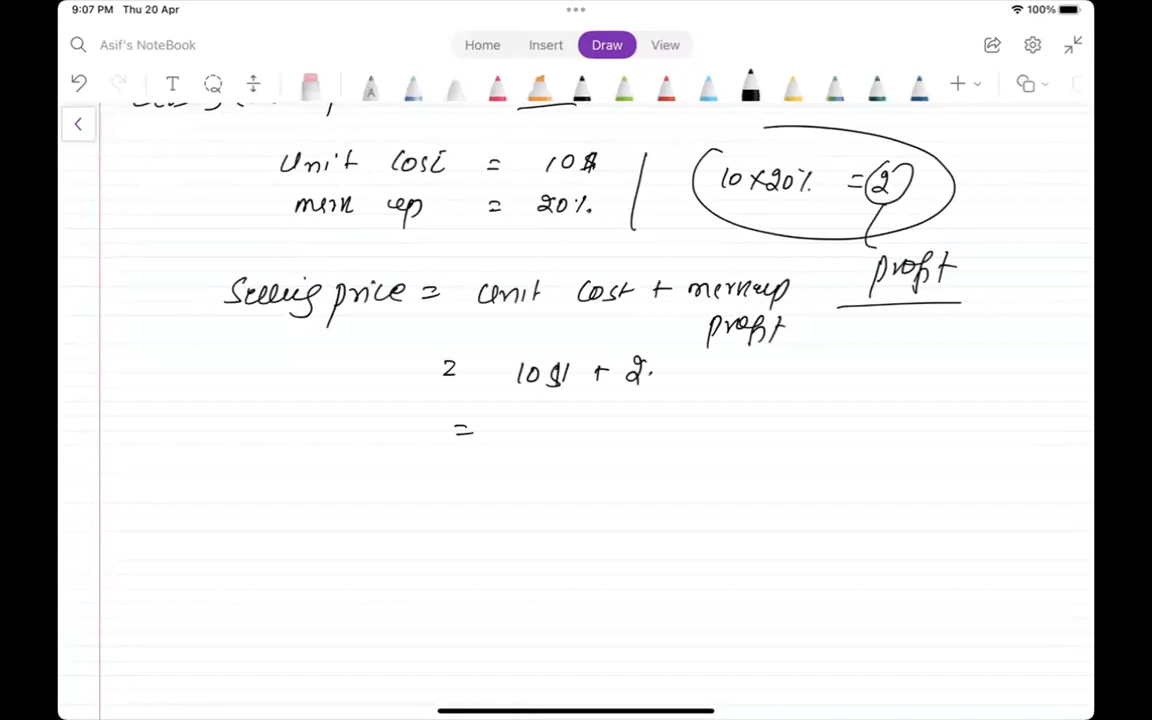 9:07 PM Thu 20 Apr
100%
Asif's NoteBook
Home Insert Draw View
Unit Cost = 10$
mark up = 20%.
10 x 20% = 2
profit
Selling price = Unit Cost + markup
profit
= 10$ + 2.
=